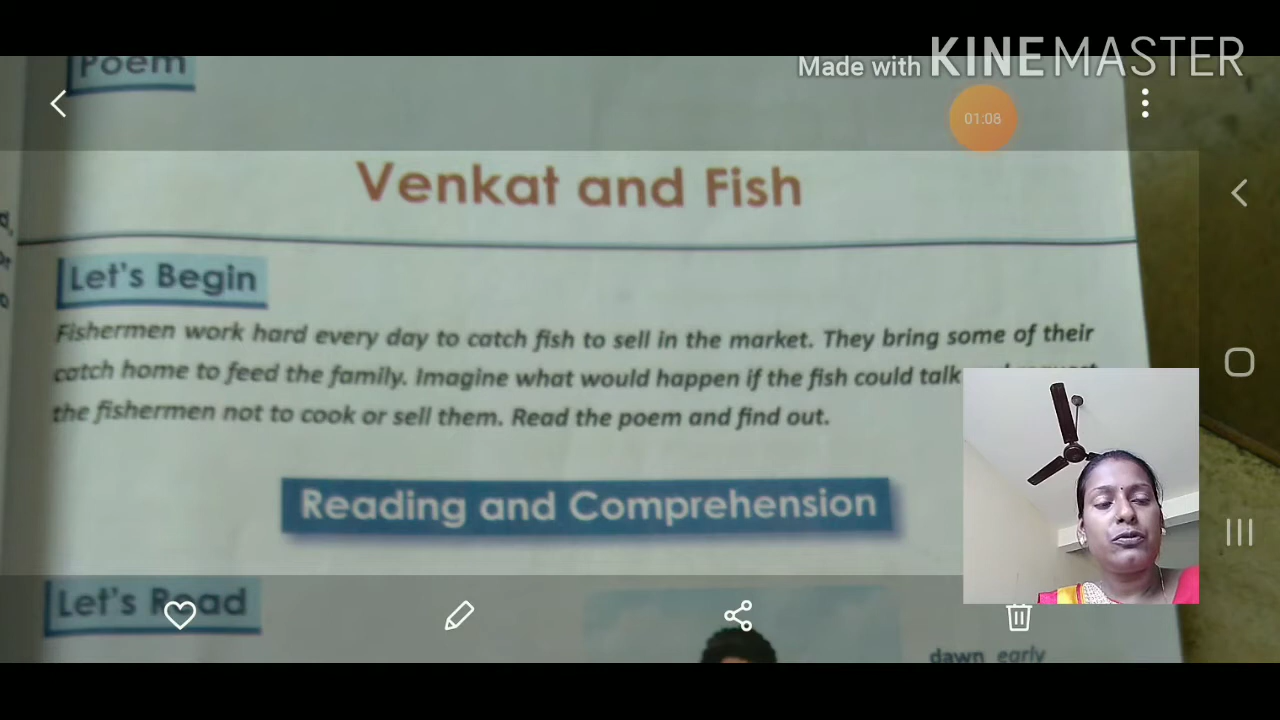 Poem
Made with KINEMASTER
01:08
Venkat and Fish
d,
or
o
Let's Begin
Fishermen work hard every day to catch fish to sell in the market. They bring some of their
catch home to feed the family. Imagine what would happen if the fish could talk
the fishermen not to cook or sell them. Read the poem and find out.
Reading and Comprehension
Let's Read
dawn early